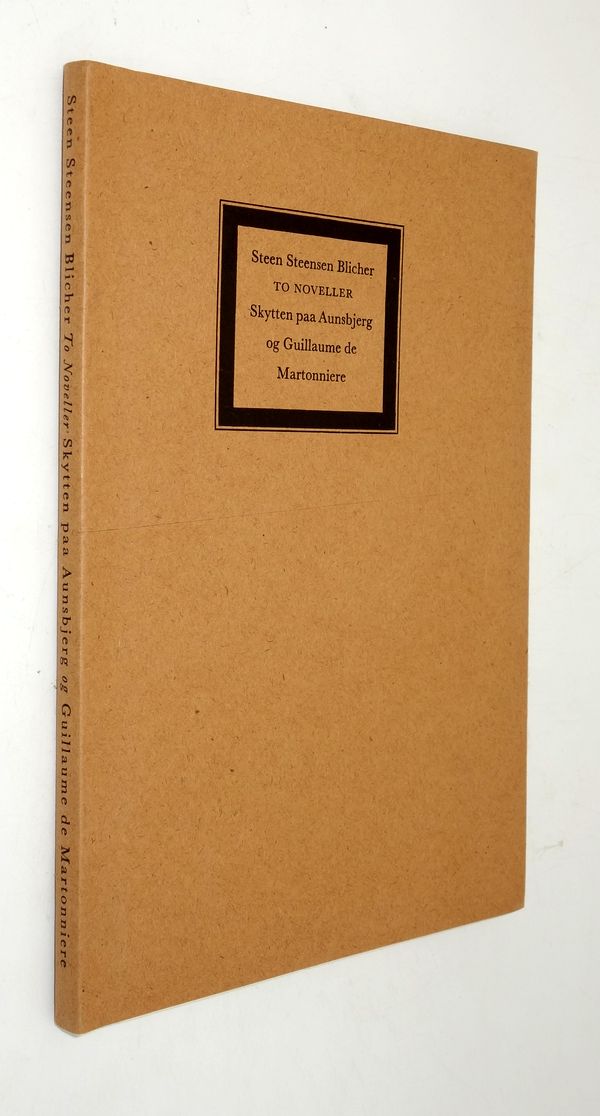 Steen Steensen Blicher To Noveller Skytten paa Aunsbjerg og Guillaume de Martonniere
Steen Steensen Blicher
TO NOVELLER
Skytten paa Aunsbjerg
og Guillaume de
Martonniere